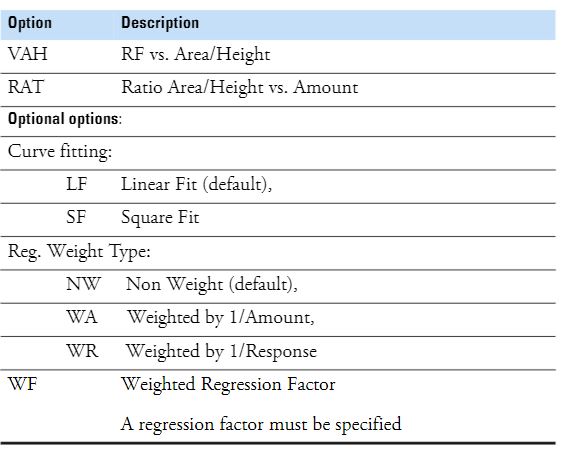 Option Description
VAH RF vs. Area/Height
RAT Ratio Area/Height vs. Amount
Optional options:
Curve fitting:
LF Linear Fit (default),
SF Square Fit
Reg. Weight Type:
NW Non Weight (default),
WA Weighted by 1/Amount,
WR Weighted by 1/Response
WF Weighted Regression Factor
A regression factor must be specified